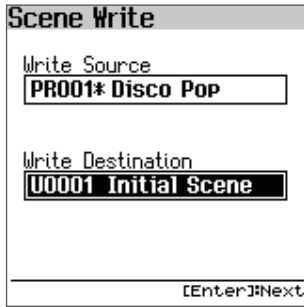 Scene Write
Write Source
PR001* Disco Pop
Write Destination
U0001 Initial Scene
[Enter]:Next